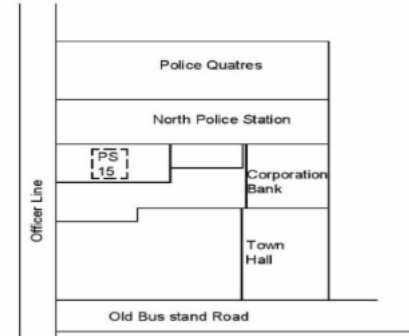 Police Quatres
North Police Station
PS
15
Corporation
Bank
Officer Line
Town
Hall
Old Bus stand Road